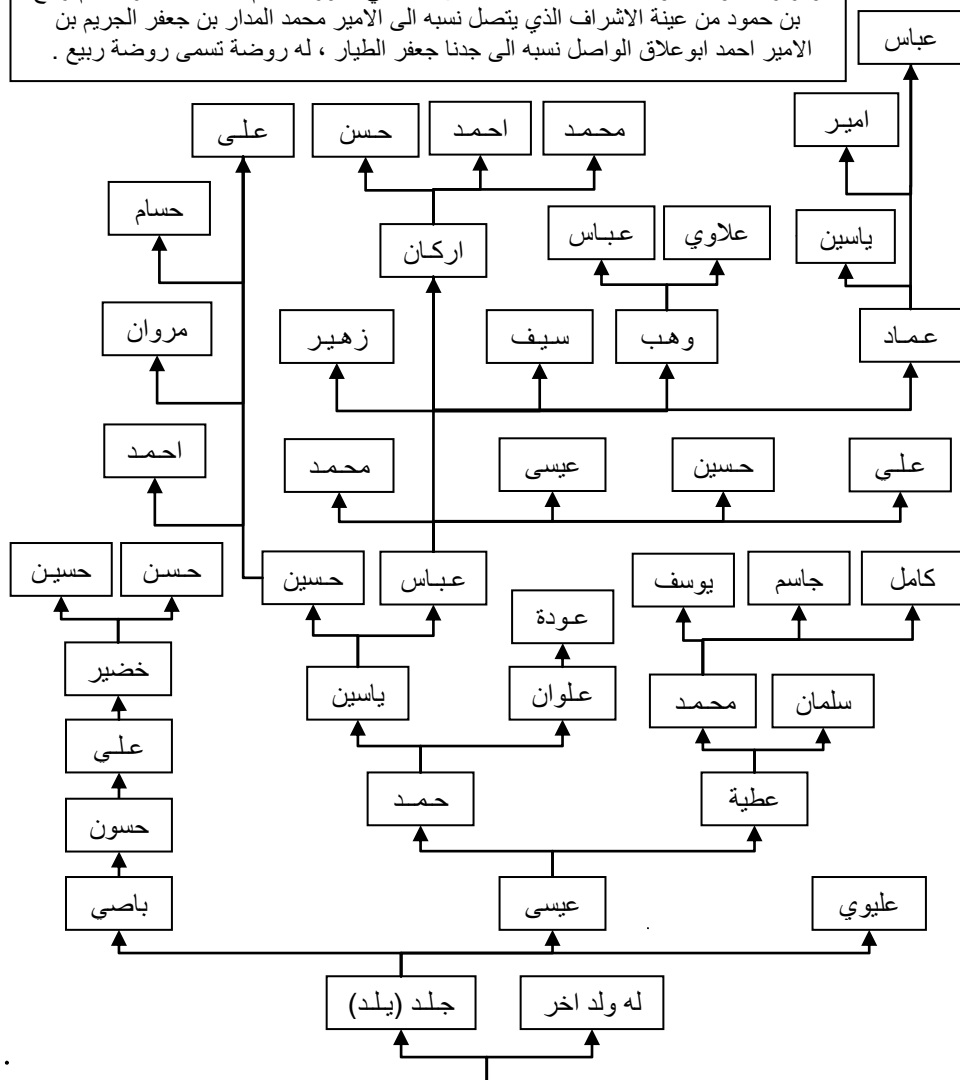 بن حمود من عينة الاشراف الذي يتصل نسبه الى الامير محمد المدار بن جعفر الجريم بن
الامير احمد ابوعلاق الواصل نسبه الى جدنا جعفر الطيار ، له روضة تسمى روضة ربيع .
عباس
امير
محمد
احمد
حسن
على
حسام
ياسين
علاوي
عباس
اركان
عماد
وهب
سيف
زهير
مروان
علي
حسين
عيسى
محمد
احمد
كامل
جاسم
يوسف
عباس
حسين
حسن
حسين
عودة
سلمان
محمد
علوان
ياسين
خضير
علي
عطية
حمد
حسون
عليوي
عيسى
باصي
له ولد اخر
جلد (يلد)